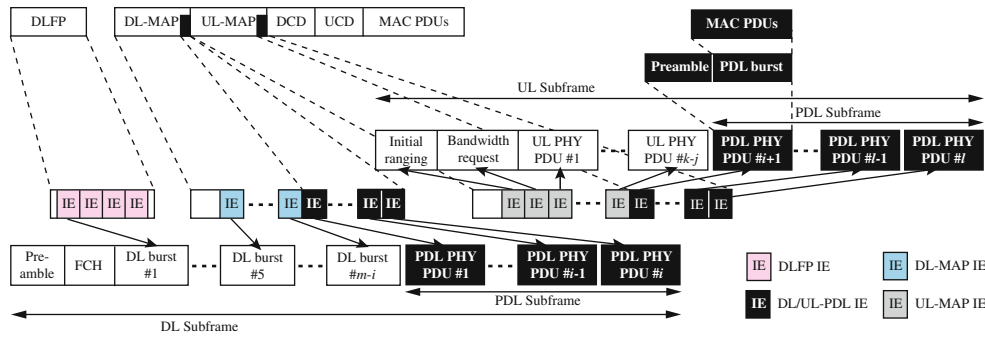 DLFP
DL-MAP
UL-MAP
DCD
UCD
MAC PDUs
MAC PDUs
Preamble
PDL burst
UL Subframe
PDL Subframe
Initial
ranging
Bandwidth
request
UL PHY
PDU #1
UL PHY
PDU #k-j
PDL PHY
PDU #i+1
PDL PHY
PDU #l-1
PDL PHY
PDU #l
IE IE IE IE
IE
IE IE
IE IE
IE IE IE
IE IE
IE IE
Pre-
amble
FCH
DL burst
#1
DL burst
#5
DL burst
#m-i
PDL PHY
PDU #1
PDL PHY
PDU #i-1
PDL PHY
PDU #i
PDL Subframe
DL Subframe
IE DLFP IE
IE DL-MAP IE
IE DL/UL-PDL IE
IE UL-MAP IE